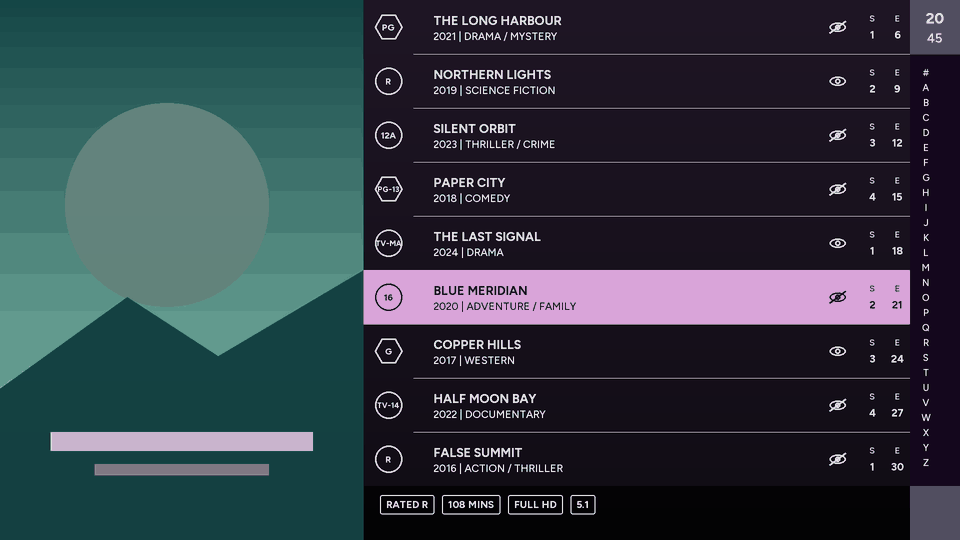 PG
THE LONG HARBOUR
2021 | DRAMA / MYSTERY
S E
1 6
R
NORTHERN LIGHTS
2019 | SCIENCE FICTION
S E
2 9
12A
SILENT ORBIT
2023 | THRILLER / CRIME
S E
3 12
PG-13
PAPER CITY
2018 | COMEDY
S E
4 15
TV-MA
THE LAST SIGNAL
2024 | DRAMA
S E
1 18
16
BLUE MERIDIAN
2020 | ADVENTURE / FAMILY
S E
2 21
G
COPPER HILLS
2017 | WESTERN
S E
3 24
TV-14
HALF MOON BAY
2022 | DOCUMENTARY
S E
4 27
R
FALSE SUMMIT
2016 | ACTION / THRILLER
S E
1 30
RATED R 108 MINS FULL HD 5.1
20
45
#
A
B
C
D
E
F
G
H
I
J
K
L
M
N
O
P
Q
R
S
T
U
V
W
X
Y
Z